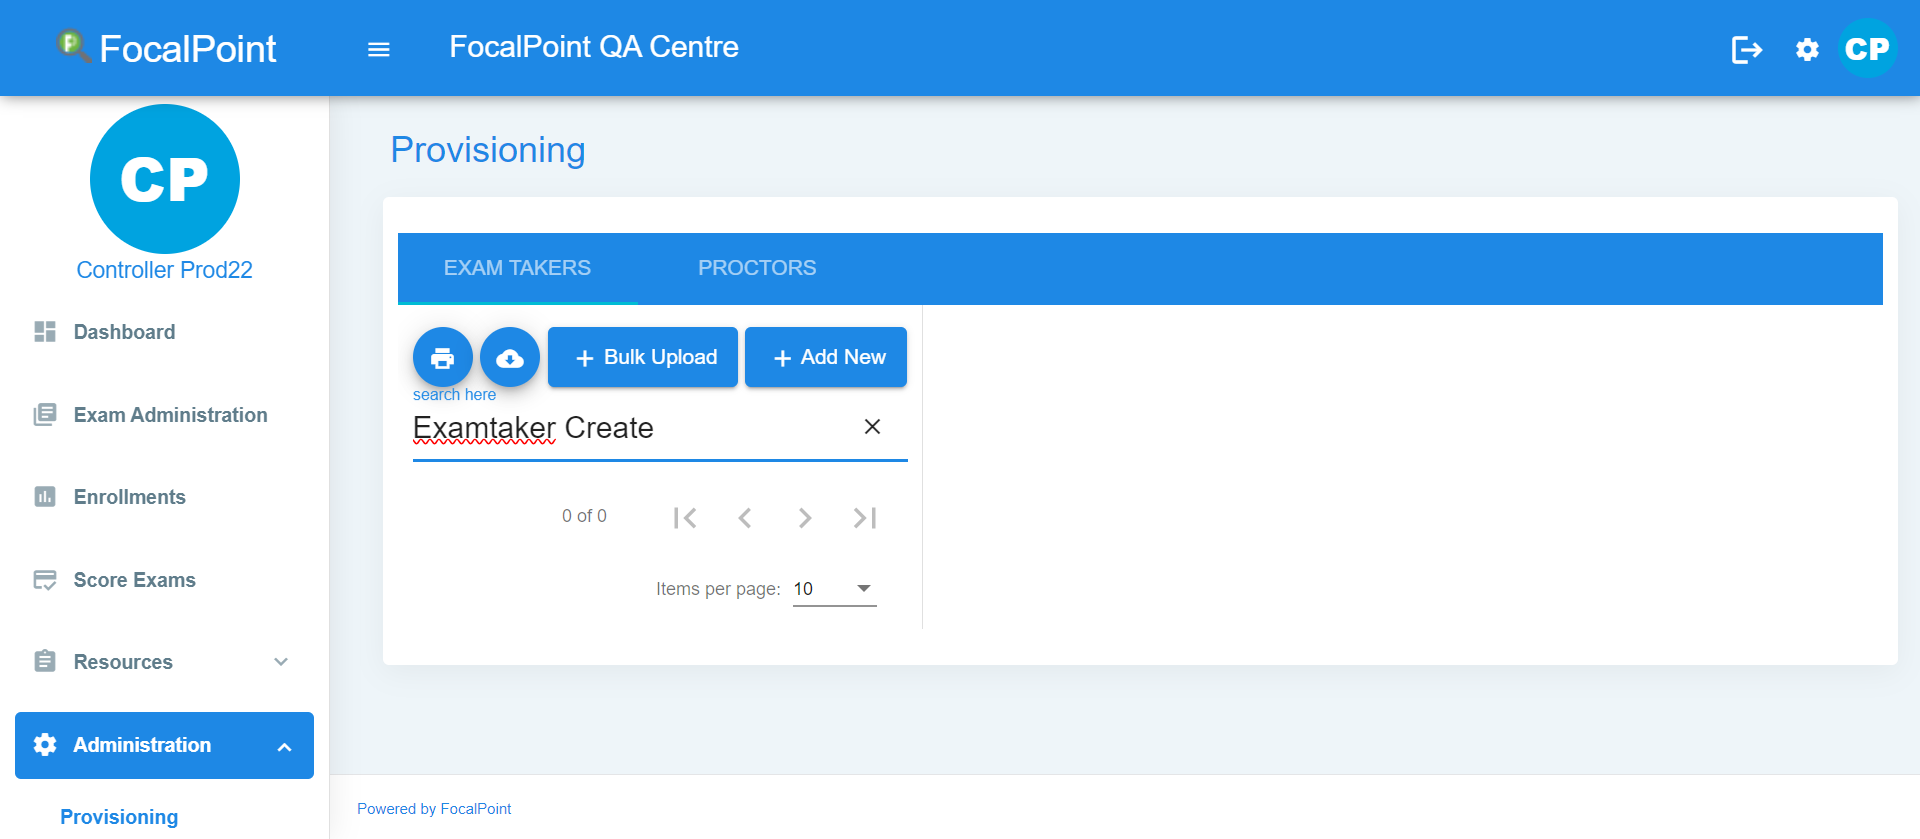 FocalPoint
FocalPoint QA Centre
CP
CP
Controller Prod22
Dashboard
Exam Administration
Enrollments
Score Exams
Resources
Administration
Provisioning
Provisioning
EXAM TAKERS
PROCTORS
+ Bulk Upload
+ Add New
search here
Examtaker Create
0 of 0
Items per page: 10
Powered by FocalPoint